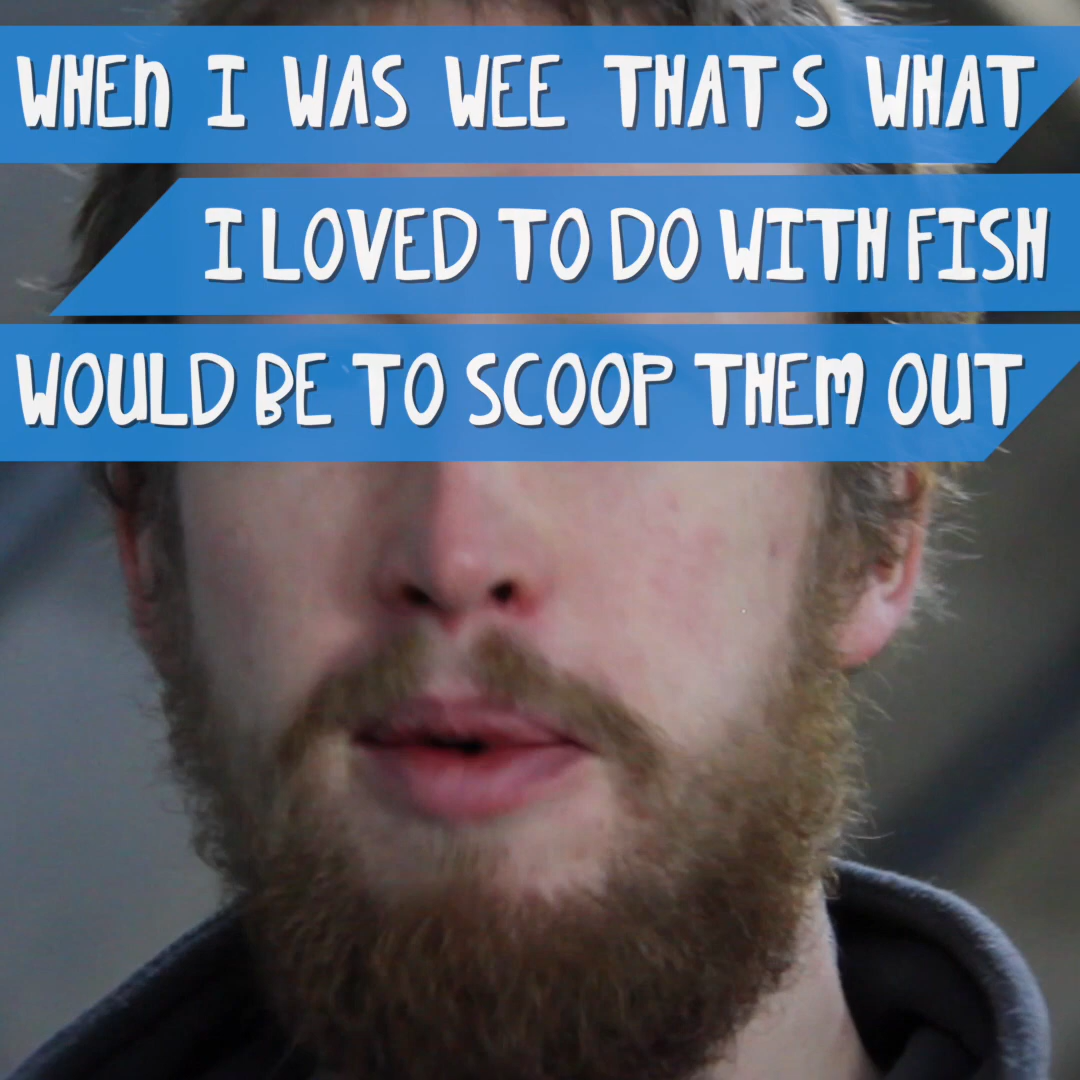 WHEN I WAS WEE THATS WHAT
I LOVED TO DO WITH FISH
WOULD BE TO SCOOP THEM OUT